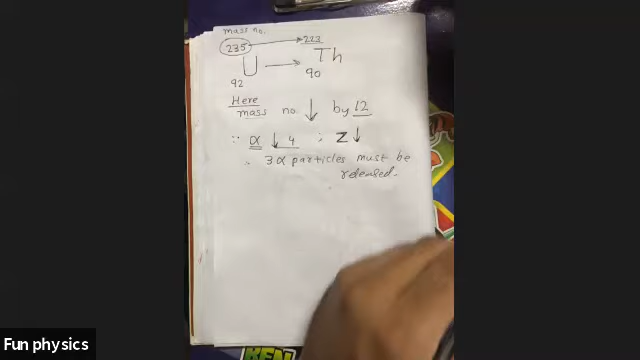 mass no.
235 → 223
U → Th
92 90
Here
mass no. ↓ by 12
∵ α ↓ 4 ∴ Z ↓
∴ 3α particles must be
released.
BEN
Fun physics